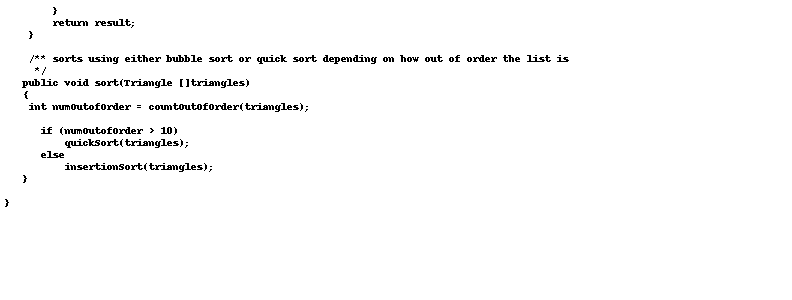 }
return result;
}
/** sorts using either bubble sort or quick sort depending on how out of order the list is
*/
public void sort(Triangle []triangles)
{
int numOutofOrder = countOutOfOrder(triangles);
if (numOutofOrder > 10)
quickSort(triangles);
else
insertionSort(triangles);
}
}